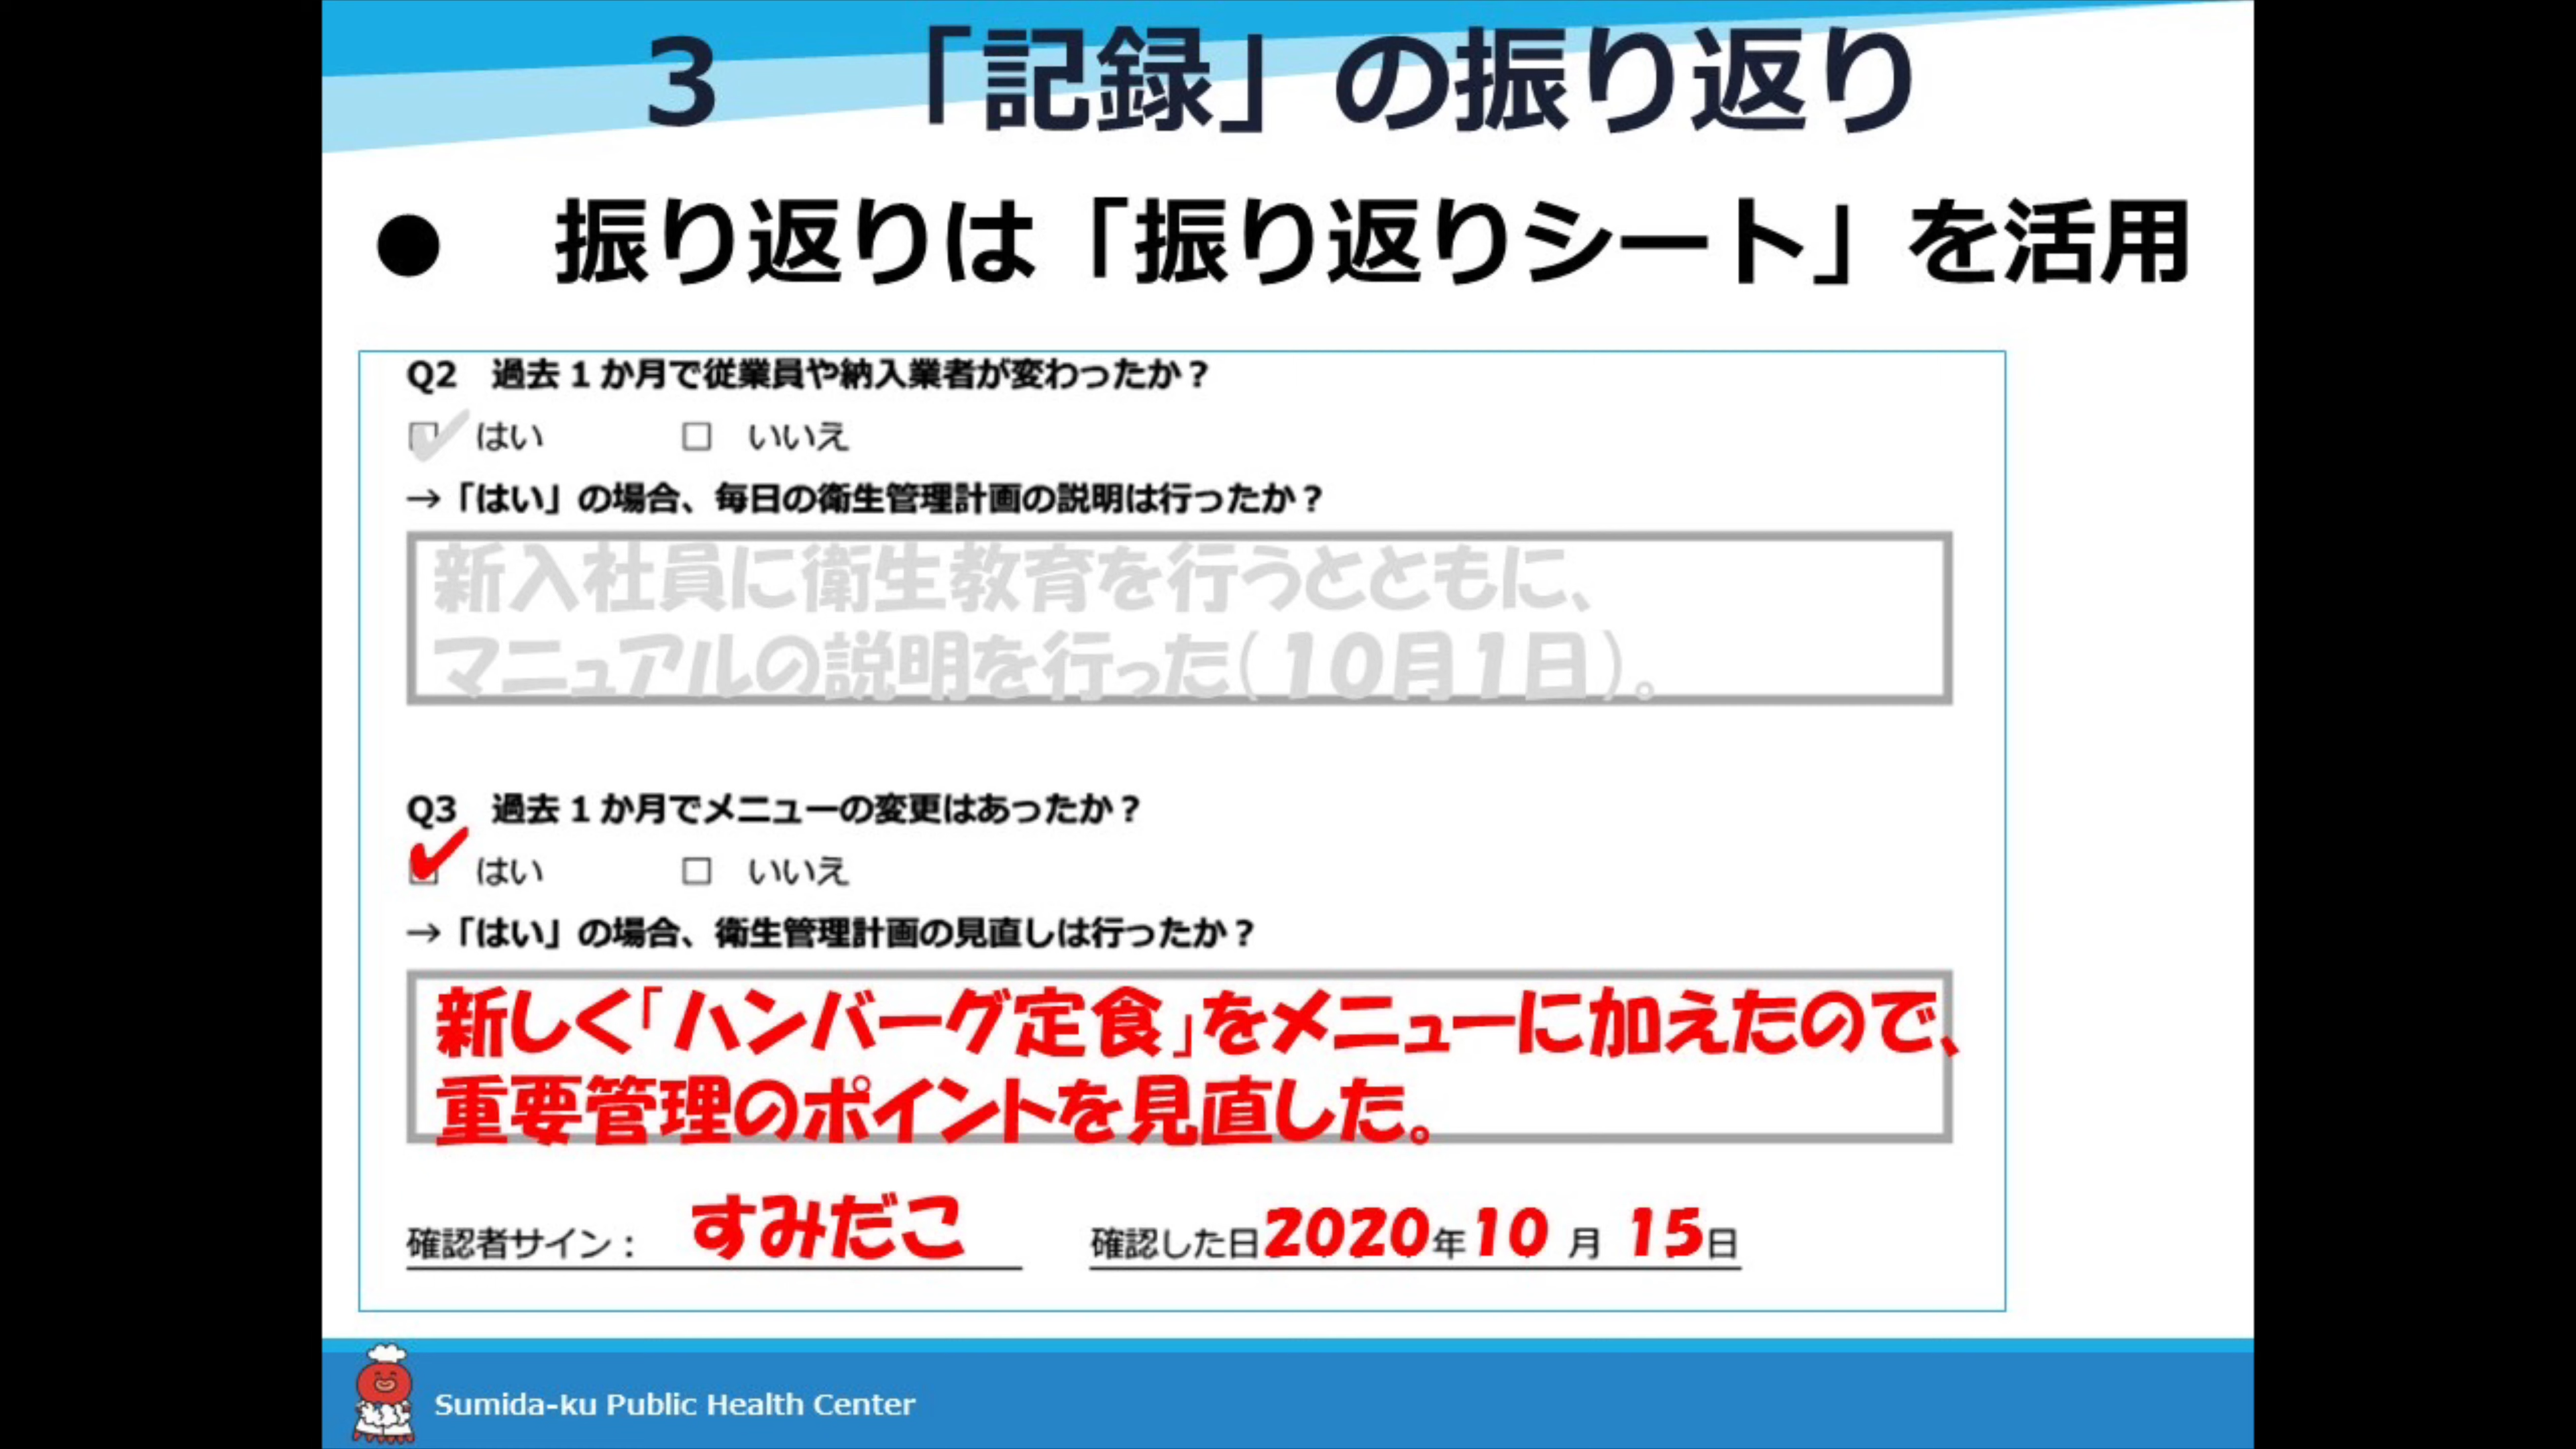 3 「記録」の振り返り
● 振り返りは「振り返りシート」を活用
Q2 過去1か月で従業員や納入業者が変わったか？
☑ はい □ いいえ
→「はい」の場合、毎日の衛生管理計画の説明は行ったか？
新入社員に衛生教育を行うとともに、
マニュアルの説明を行った(10月1日)。
Q3 過去1か月でメニューの変更はあったか？
☑ はい □ いいえ
→「はい」の場合、衛生管理計画の見直しは行ったか？
新しく「ハンバーグ定食」をメニューに加えたので、
重要管理のポイントを見直した。
確認者サイン： すみだこ 確認した日2020年10月15日
Sumida-ku Public Health Center